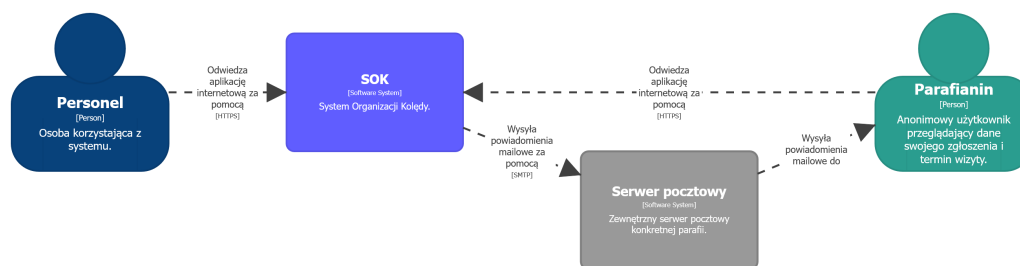 Personel
[Person]
Osoba korzystająca z
systemu.
Odwiedza
aplikację
internetową za
pomocą
[HTTPS]
SOK
[Software System]
System Organizacji Kolędy.
Wysyła
powiadomienia
mailowe za
pomocą
[SMTP]
Odwiedza
aplikację
internetową za
pomocą
[HTTPS]
Serwer pocztowy
[Software System]
Zewnętrzny serwer pocztowy
konkretnej parafii.
Wysyła
powiadomienia
mailowe do
Parafianin
[Person]
Anonimowy użytkownik
przeglądający dane
swojego zgłoszenia i
termin wizyty.